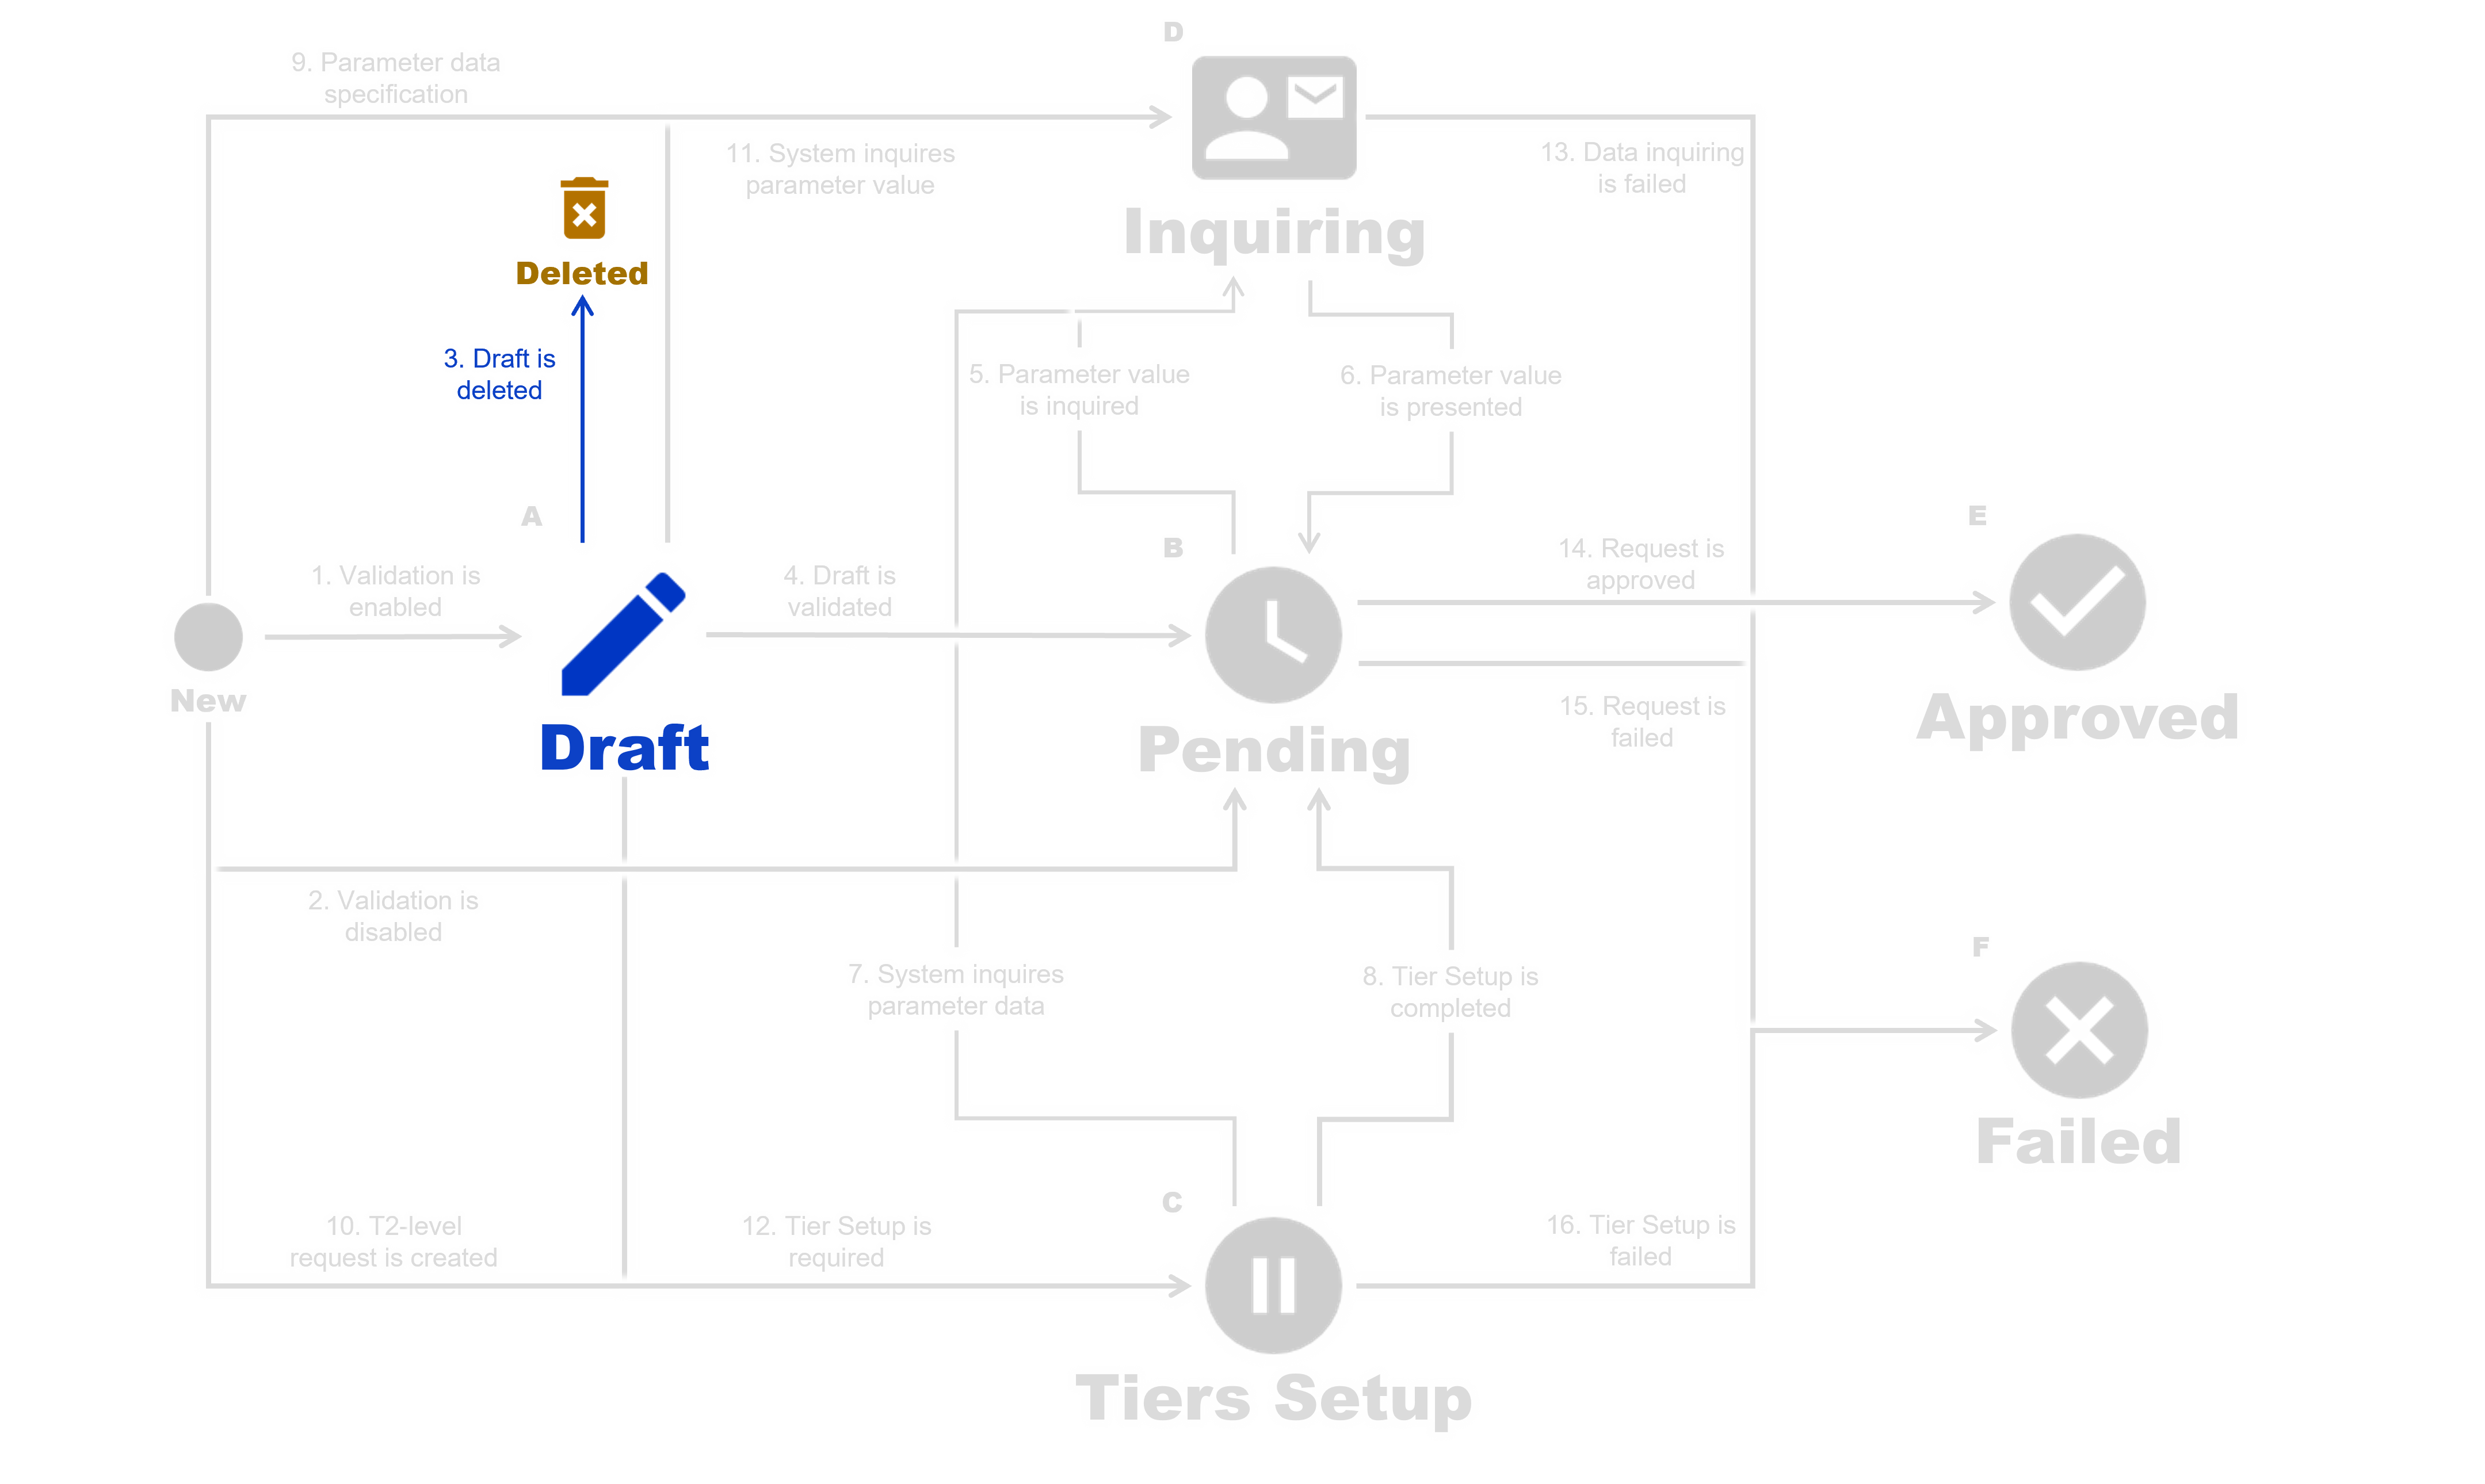 D
9. Parameter data
specification
11. System inquires
parameter value
13. Data inquiring
is failed
Inquiring
Deleted
3. Draft is
deleted
5. Parameter value
is inquired
6. Parameter value
is presented
A
B
E
1. Validation is
enabled
4. Draft is
validated
14. Request is
approved
New
Draft
Pending
15. Request is
failed
Approved
2. Validation is
disabled
7. System inquires
parameter data
8. Tier Setup is
completed
F
Failed
C
10. T2-level
request is created
12. Tier Setup is
required
16. Tier Setup is
failed
Tiers Setup